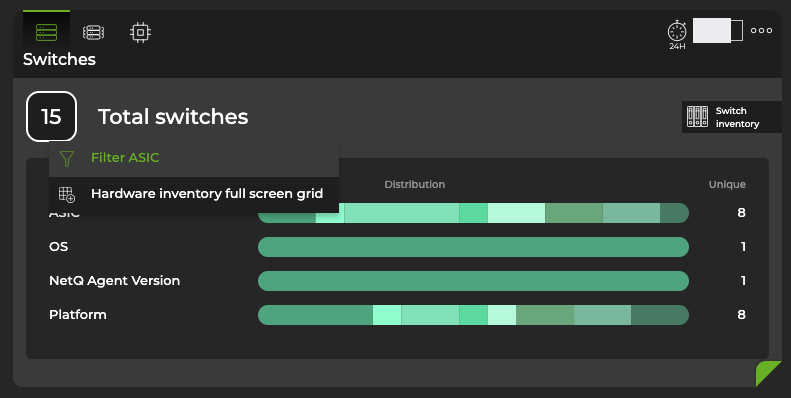 24H
Switches
15 Total switches
Switch
inventory
Filter ASIC
Hardware inventory full screen grid
Distribution Unique
ASIC 8
OS 1
NetQ Agent Version 1
Platform 8